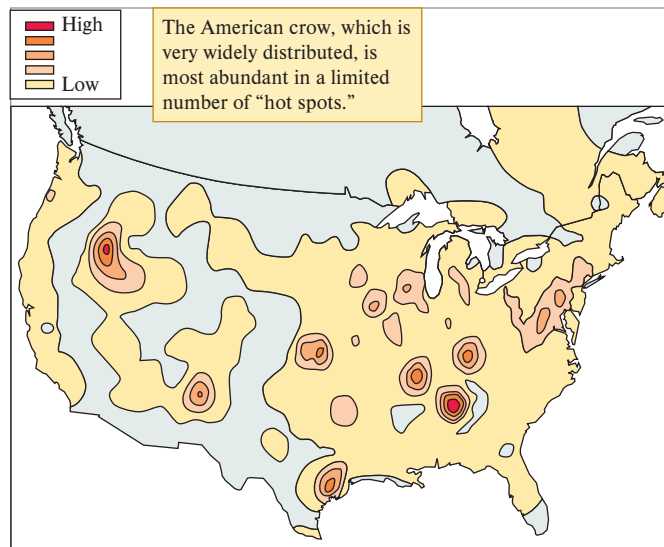 High
Low
The American crow, which is
very widely distributed, is
most abundant in a limited
number of “hot spots.”